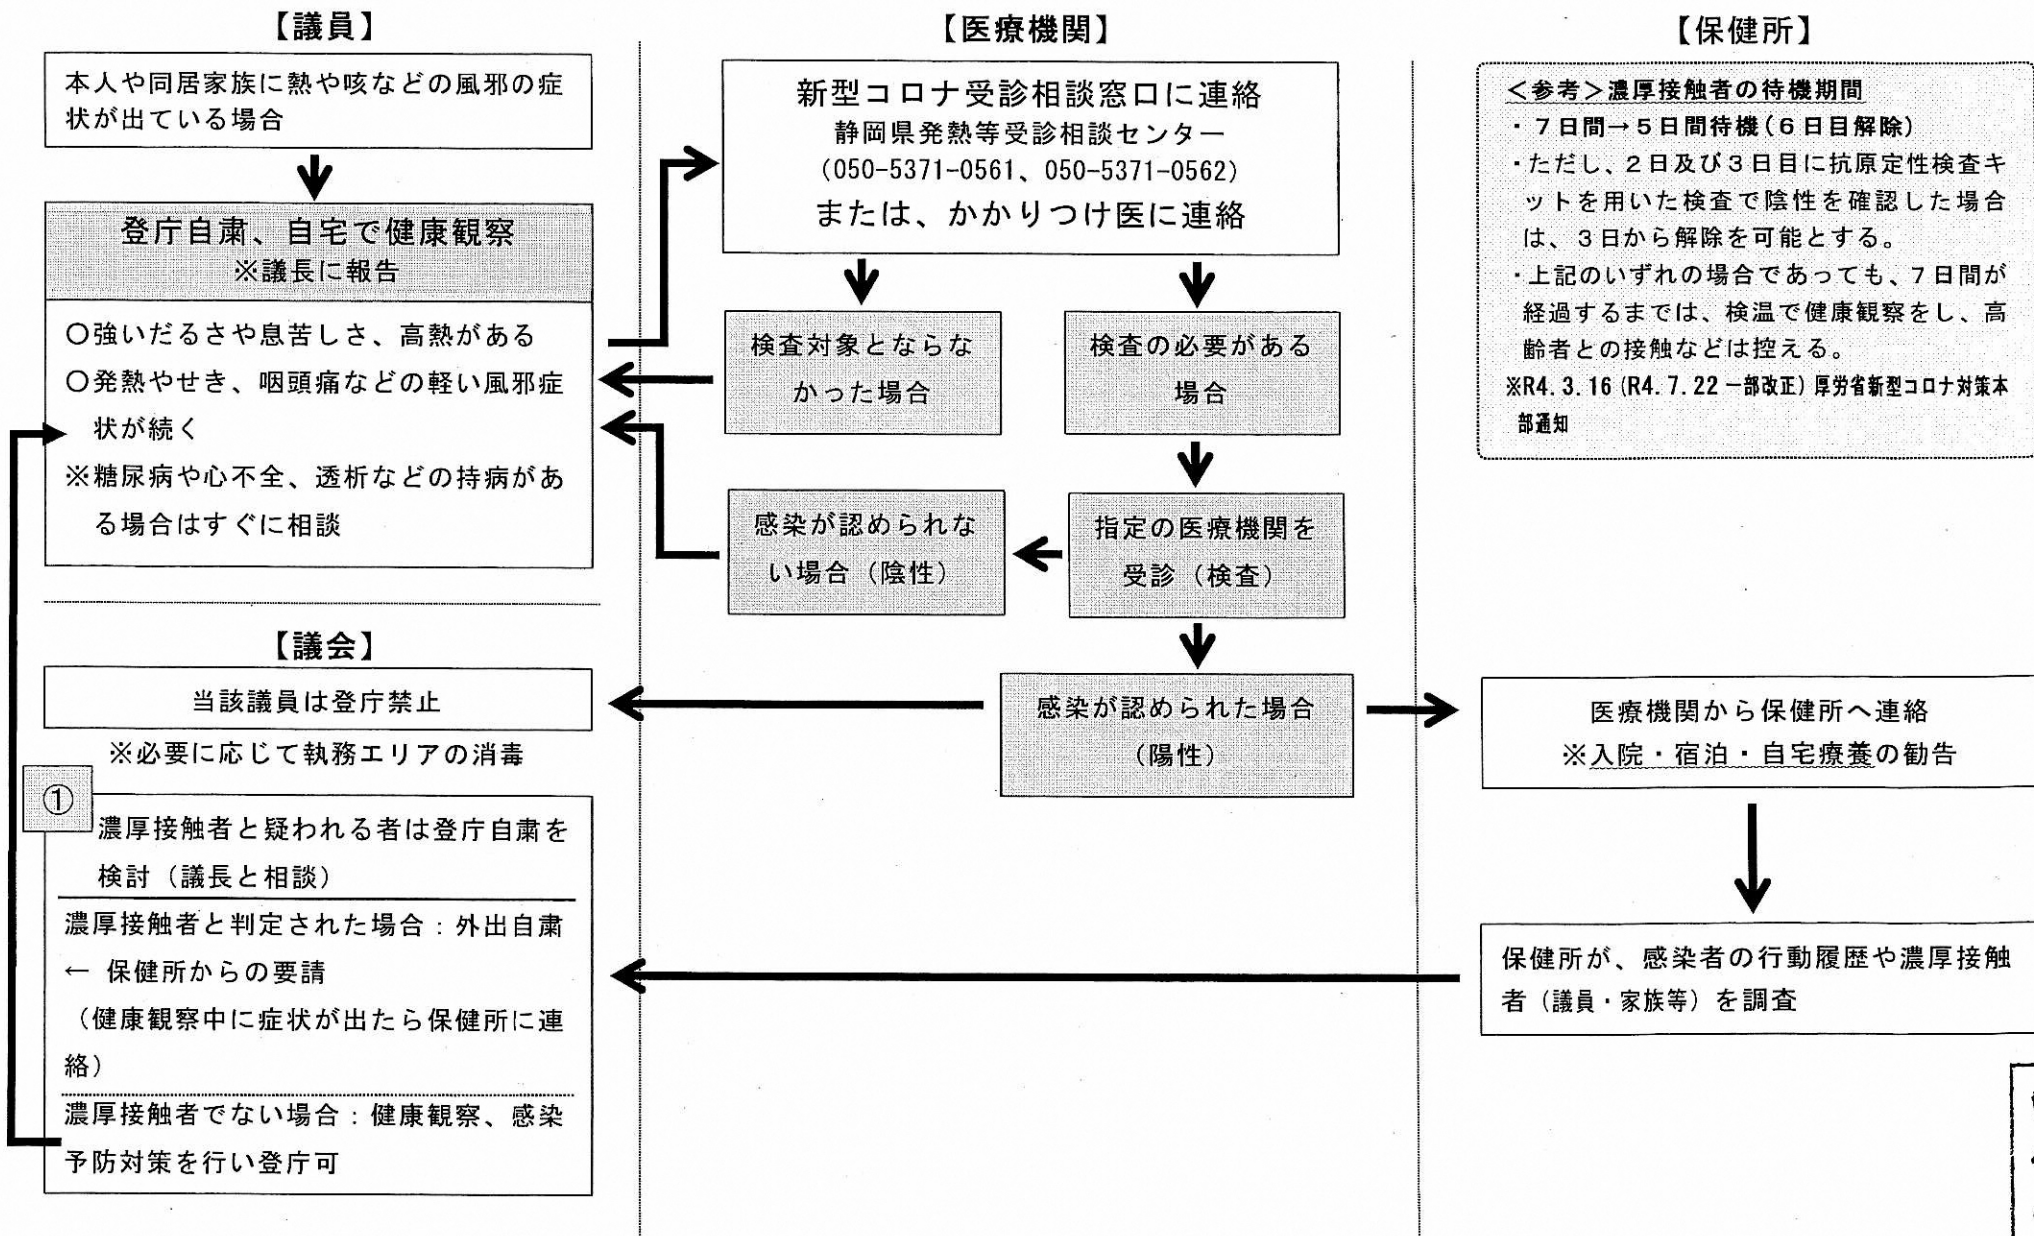 【議員】
本人や同居家族に熱や咳などの風邪の症
状が出ている場合
登庁自粛、自宅で健康観察
※議長に報告
○強いだるさや息苦しさ、高熱がある
○発熱やせき、咽頭痛などの軽い風邪症
状が続く
※糖尿病や心不全、透析などの持病があ
る場合はすぐに相談
【議会】
当該議員は登庁禁止
※必要に応じて執務エリアの消毒
①
濃厚接触者と疑われる者は登庁自粛を
検討（議長と相談）
濃厚接触者と判定された場合：外出自粛
← 保健所からの要請
（健康観察中に症状が出たら保健所に連
絡）
濃厚接触者でない場合：健康観察、感染
予防対策を行い登庁可
【医療機関】
新型コロナ受診相談窓口に連絡
静岡県発熱等受診相談センター
（050-5371-0561、050-5371-0562）
または、かかりつけ医に連絡
検査対象とならな
かった場合
検査の必要がある
場合
感染が認められな
い場合（陰性）
指定の医療機関を
受診（検査）
感染が認められた場合
（陽性）
【保健所】
＜参考＞濃厚接触者の待機期間
・７日間→５日間待機（６日目解除）
・ただし、２日及び３日目に抗原定性検査キ
ットを用いた検査で陰性を確認した場合
は、３日から解除を可能とする。
・上記のいずれの場合であっても、７日間が
経過するまでは、検温で健康観察をし、高
齢者との接触などは控える。
※R4.3.16（R4.7.22一部改正）厚労省新型コロナ対策本
部通知
医療機関から保健所へ連絡
※入院・宿泊・自宅療養の勧告
保健所が、感染者の行動履歴や濃厚接触
者（議員・家族等）を調査